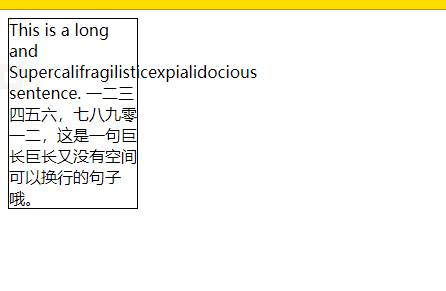 This is a long
and
Supercalifragilisticexpialidocious
sentence. 一二三
四五六，七八九零
一二，这是一句巨
长巨长又没有空间
可以换行的句子
哦。